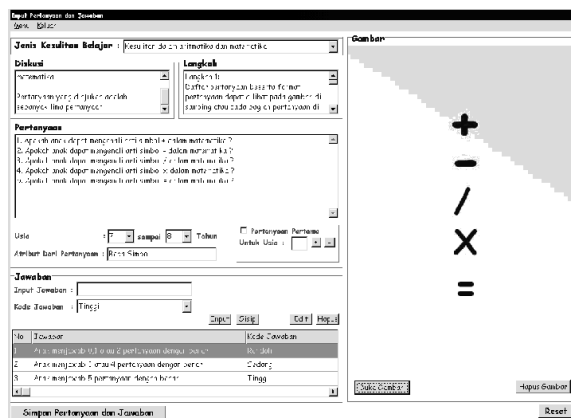 Input Pertanyaan dan Jawaban
Menu Keluar
Jenis Kesulitan Belajar : Kesulitan dalam aritmatika dan matematika
Diskusi
matematika
Pertanyaan yang diajukan adalah
sebanyak lima pertanyaan
Langkah
Langkah 1:
Daftar pertanyaan beserta format
pertanyaan dapat dilihat pada gambar di
samping atau pada bagian pertanyaan di
Pertanyaan
1. Apakah anak dapat mengenali arti simbol + dalam matematika ?
2. Apakah anak dapat mengenali arti simbol - dalam matematika ?
3. Apakah anak dapat mengenali arti simbol / dalam matematika ?
4. Apakah anak dapat mengenali arti simbol x dalam matematika ?
5. Apakah anak dapat mengenali arti simbol = dalam matematika ?
Usia : 7 sampai 8 Tahun
Pertanyaan Pertama
Untuk Usia : + -
Atribut Dari Pertanyaan : Baca Simbol
Jawaban
Input Jawaban :
Kode Jawaban : Tinggi
Input Sisip Edit Hapus
No Jawaban Kode Jawaban
1 Anak menjawab 0,1 atau 2 pertanyaan dengan benar Rendah
2 Anak menjawab 3 atau 4 pertanyaan dengan benar Sedang
3 Anak menjawab 5 pertanyaan dengan benar Tinggi
Simpan Pertanyaan dan Jawaban
Gambar
+
-
/
X
=
Buka Gambar Hapus Gambar
Reset